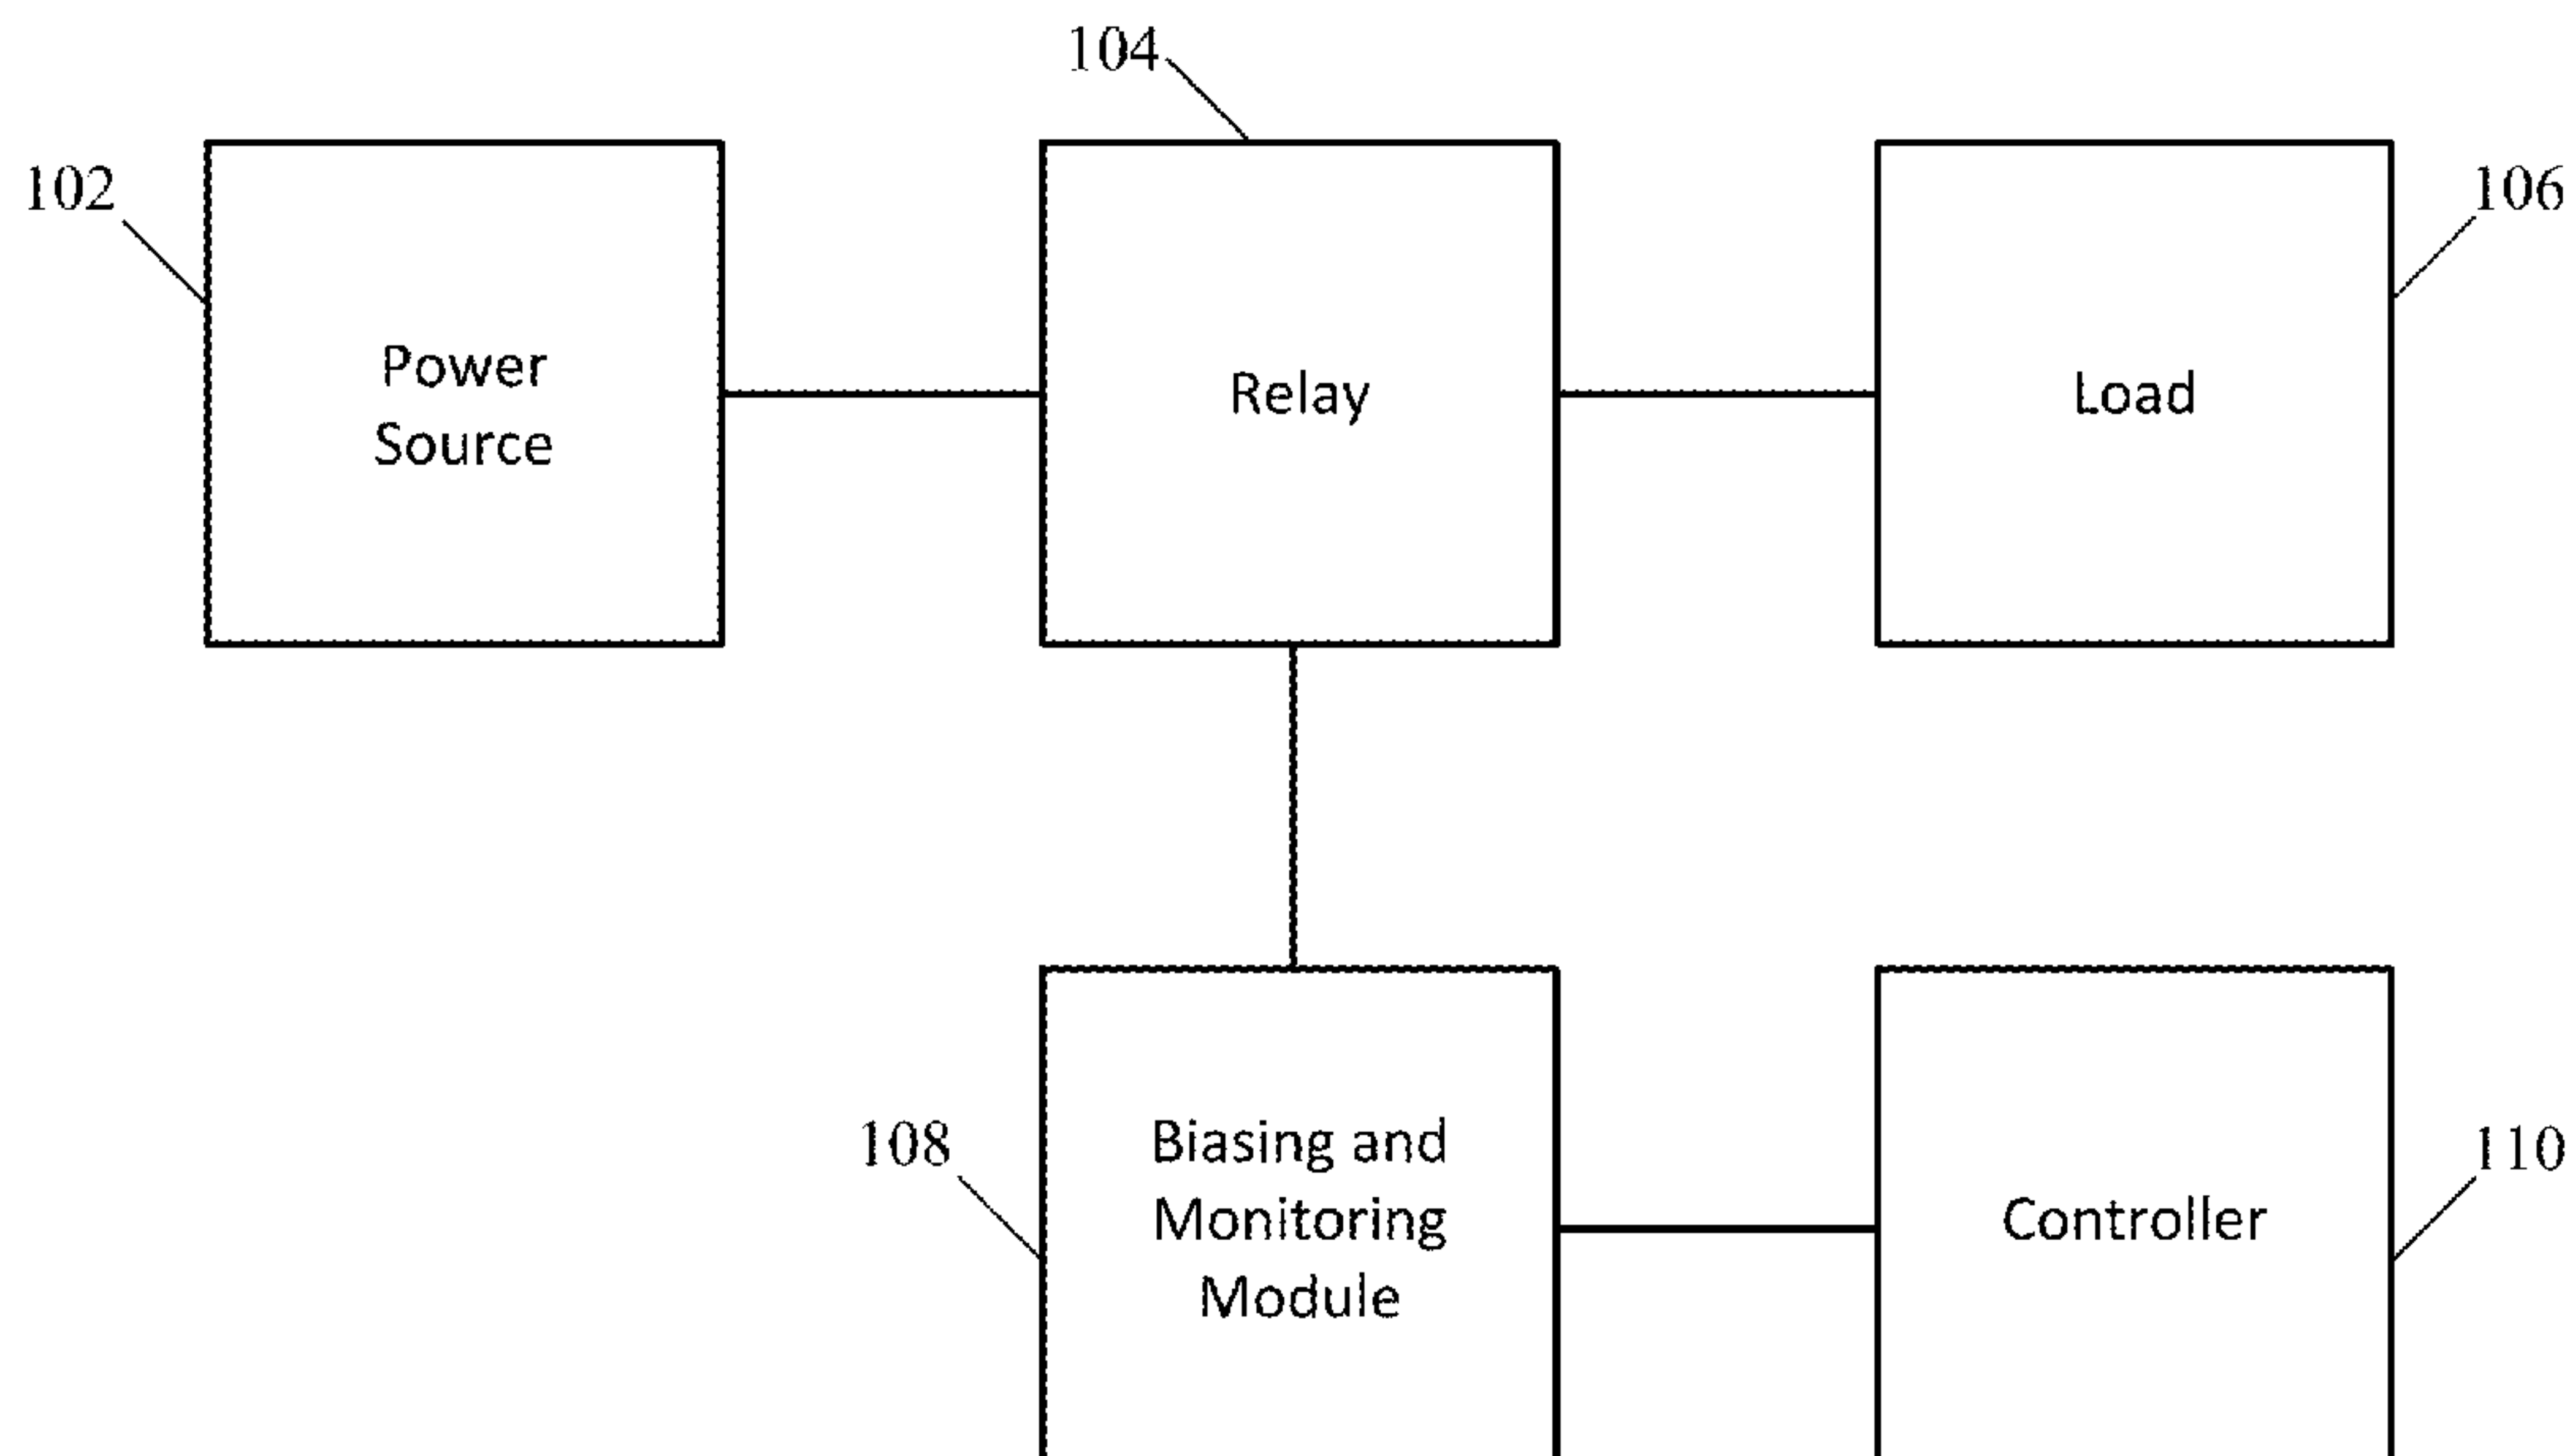 104
102
106
Power
Source
Relay
Load
108
110
Biasing and
Monitoring
Module
Controller